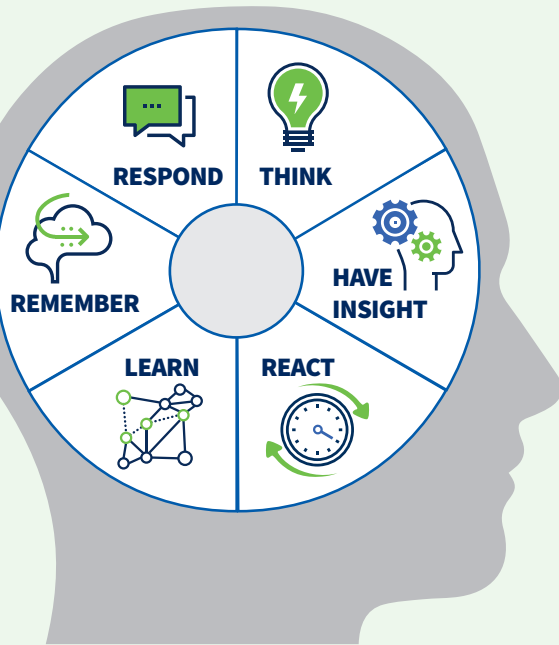 RESPOND
THINK
REMEMBER
HAVE
INSIGHT
LEARN
REACT